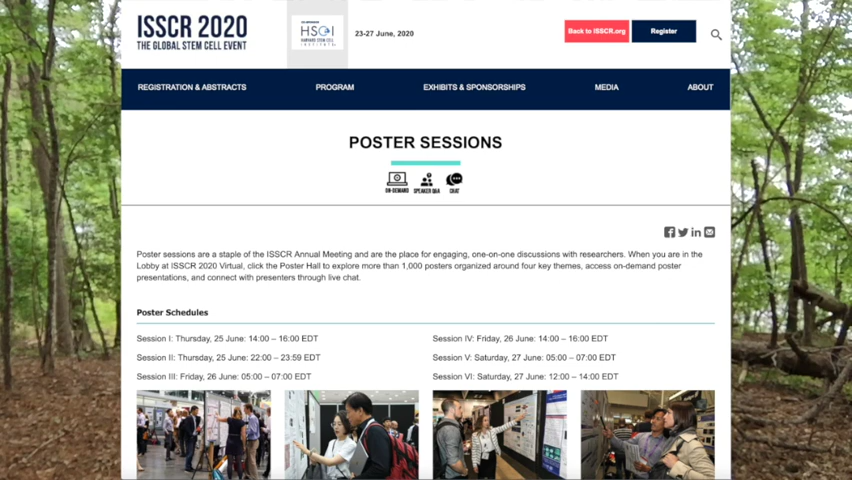 ISSCR 2020
THE GLOBAL STEM CELL EVENT
HSCI
HARVARD STEM CELL
INSTITUTE
23-27 June, 2020
Back to ISSCR.org
Register
REGISTRATION & ABSTRACTS
PROGRAM
EXHIBITS & SPONSORSHIPS
MEDIA
ABOUT
POSTER SESSIONS
ON-DEMAND
SPEAKER Q&A
CHAT
Poster sessions are a staple of the ISSCR Annual Meeting and are the place for engaging, one-on-one discussions with researchers. When you are in the
Lobby at ISSCR 2020 Virtual, click the Poster Hall to explore more than 1,000 posters organized around four key themes, access on-demand poster
presentations, and connect with presenters through live chat.
Poster Schedules
Session I: Thursday, 25 June: 14:00 – 16:00 EDT
Session II: Thursday, 25 June: 22:00 – 23:59 EDT
Session III: Friday, 26 June: 05:00 – 07:00 EDT
Session IV: Friday, 26 June: 14:00 – 16:00 EDT
Session V: Saturday, 27 June: 05:00 – 07:00 EDT
Session VI: Saturday, 27 June: 12:00 – 14:00 EDT